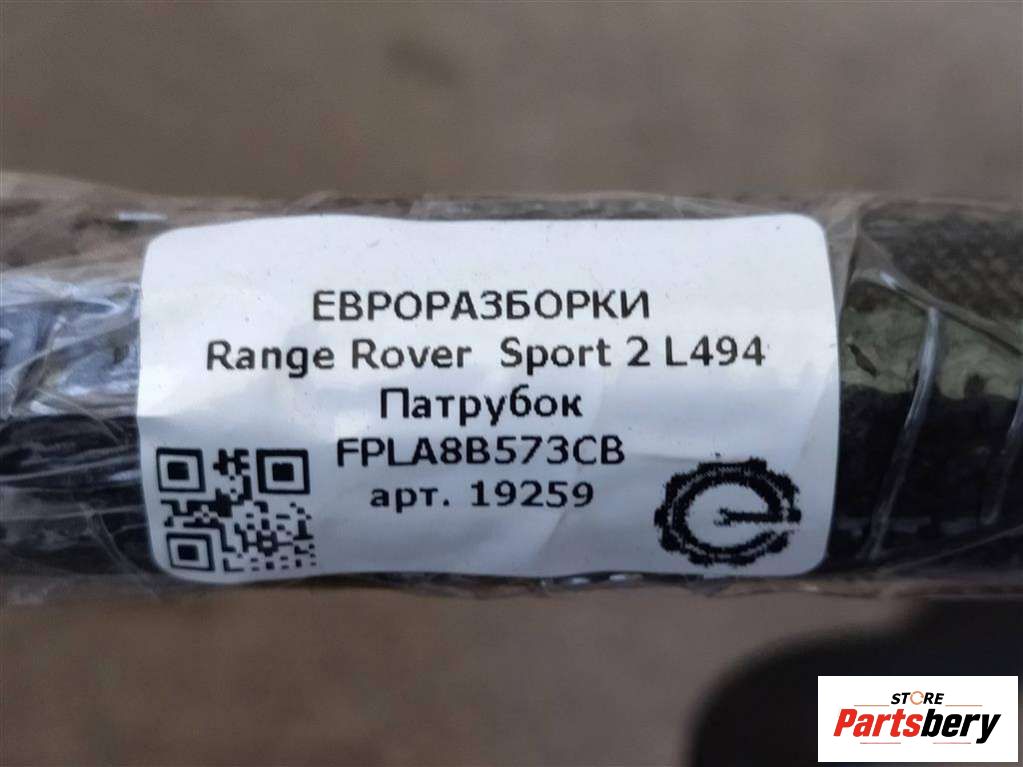 ЕВРОРАЗБОРКИ
Range Rover Sport 2 L494
Патрубок
FPLA8B573CB
арт. 19259
STORE
Partsbery